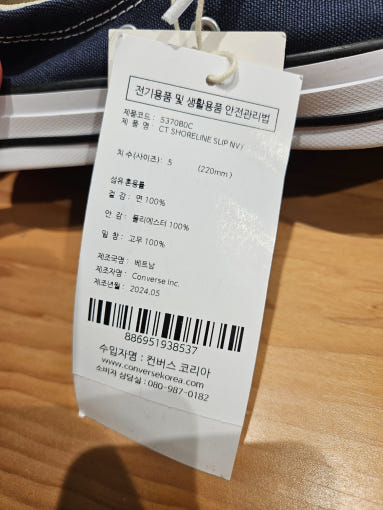 전기용품 및 생활용품 안전관리법
제품코드 : 537080C
제 품 명 : CT SHORELINE SLIP NVY
치수(사이즈) : 5 (220mm)
섬유혼용률
겉 감 : 면 100%
안 감 : 폴리에스터 100%
밑 창 : 고무 100%
제조국명 : 베트남
제조자명 : Converse Inc.
제조년월 : 2024.05
886951938537
수입자명 : 컨버스 코리아
www.conversekorea.com
소비자 상담실 : 080-987-0182